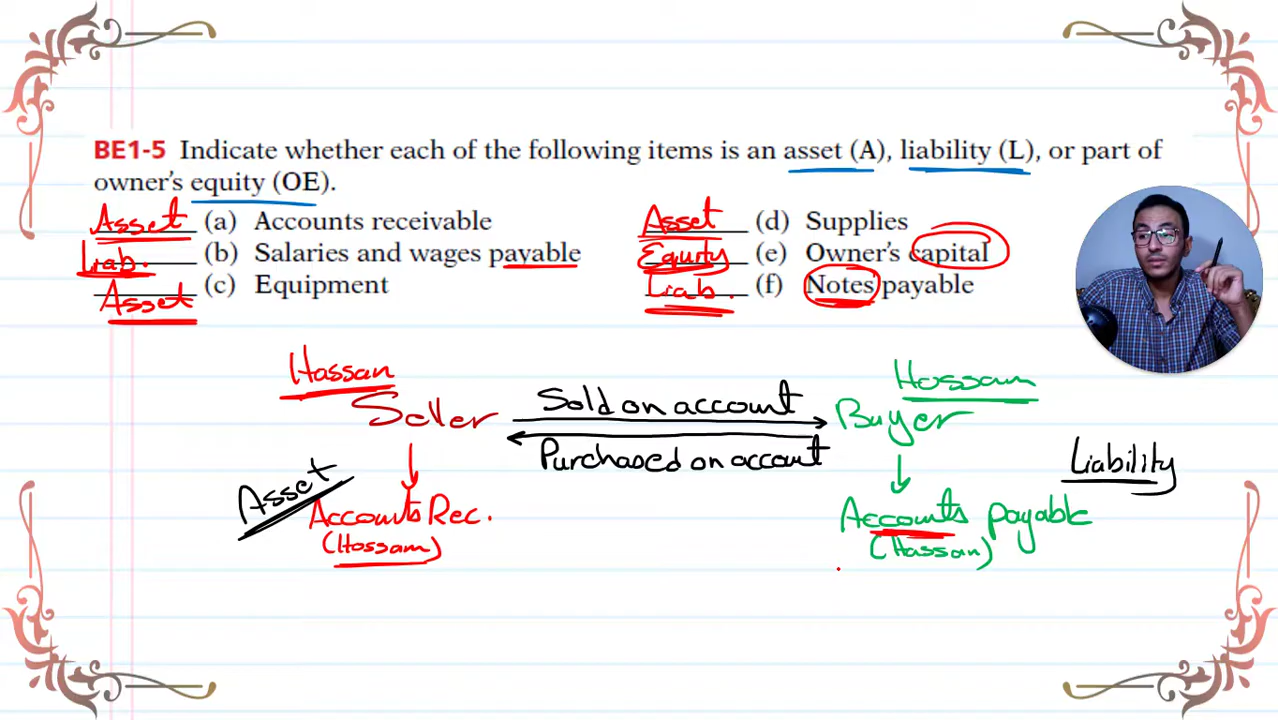 BE1-5 Indicate whether each of the following items is an asset (A), liability (L), or part of
owner's equity (OE).
Asset (a) Accounts receivable
Liab. (b) Salaries and wages payable
Asset (c) Equipment
Asset (d) Supplies
Equity (e) Owner's capital
Liab. (f) Notes payable
Hassan
Seller
Sold on account
Purchased on account
Hossam
Buyer
Asset
Accounts Rec.
(Hossam)
Liability
Accounts payable
(Hassan)